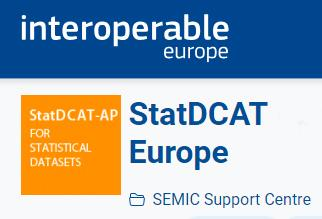 interoperable
europe
StatDCAT-AP
FOR
STATISTICAL
DATASETS
StatDCAT
Europe
SEMIC Support Centre